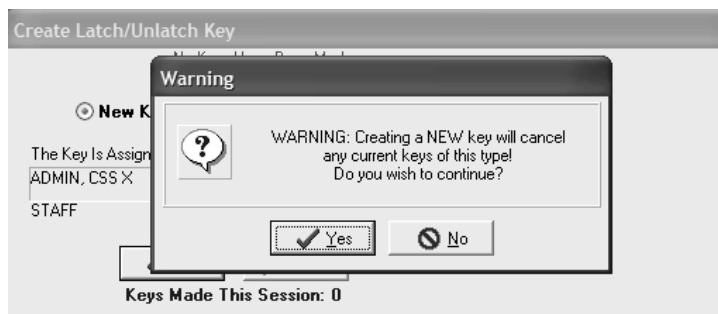 Create Latch/Unlatch Key
Warning
New K
WARNING: Creating a NEW key will cancel
any current keys of this type!
Do you wish to continue?
The Key Is Assign
ADMIN, CSS X
STAFF
Yes
No
Keys Made This Session: 0